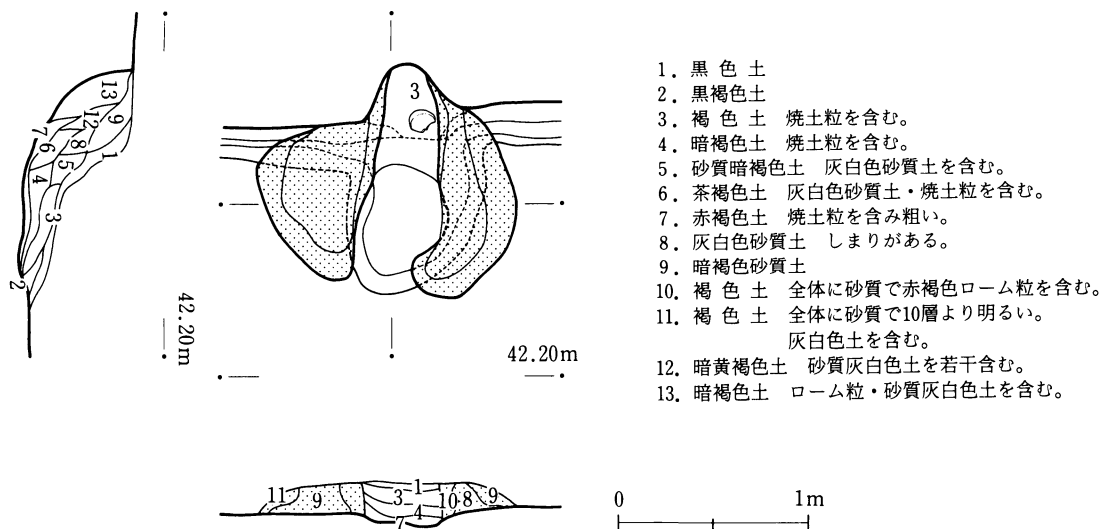 1. 黒色土
2. 黒褐色土
3. 褐色土 焼土粒を含む。
4. 暗褐色土 焼土粒を含む。
5. 砂質暗褐色土 灰白色砂質土を含む。
6. 茶褐色土 灰白色砂質土・焼土粒を含む。
7. 赤褐色土 焼土粒を含み粗い。
8. 灰白色砂質土 しまりがある。
9. 暗褐色砂質土
10. 褐色土 全体に砂質で赤褐色ローム粒を含む。
11. 褐色土 全体に砂質で10層より明るい。
灰白色土を含む。
12. 暗黄褐色土 砂質灰白色土を若干含む。
13. 暗褐色土 ローム粒・砂質灰白色土を含む。
13
12
9
7
8
6
5
1
4
3
2
42.20m
3
42.20m
11
9
1
3
4
7
10
8
9
0 1m